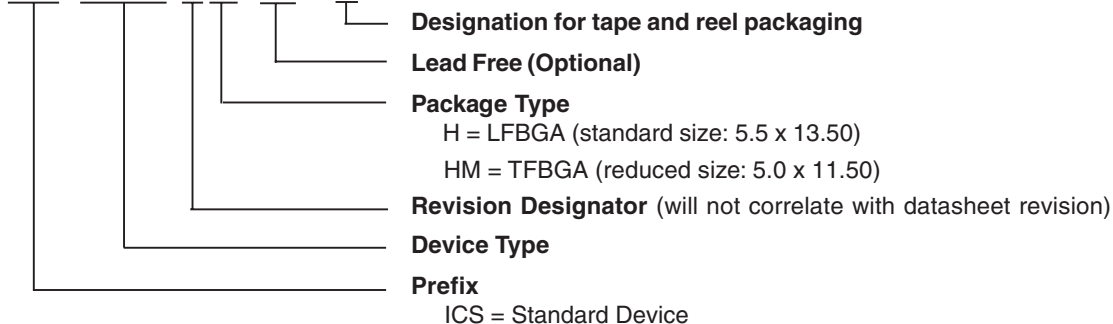 Designation for tape and reel packaging
Lead Free (Optional)
Package Type
H = LFBGA (standard size: 5.5 x 13.50)
HM = TFBGA (reduced size: 5.0 x 11.50)
Revision Designator (will not correlate with datasheet revision)
Device Type
Prefix
ICS = Standard Device